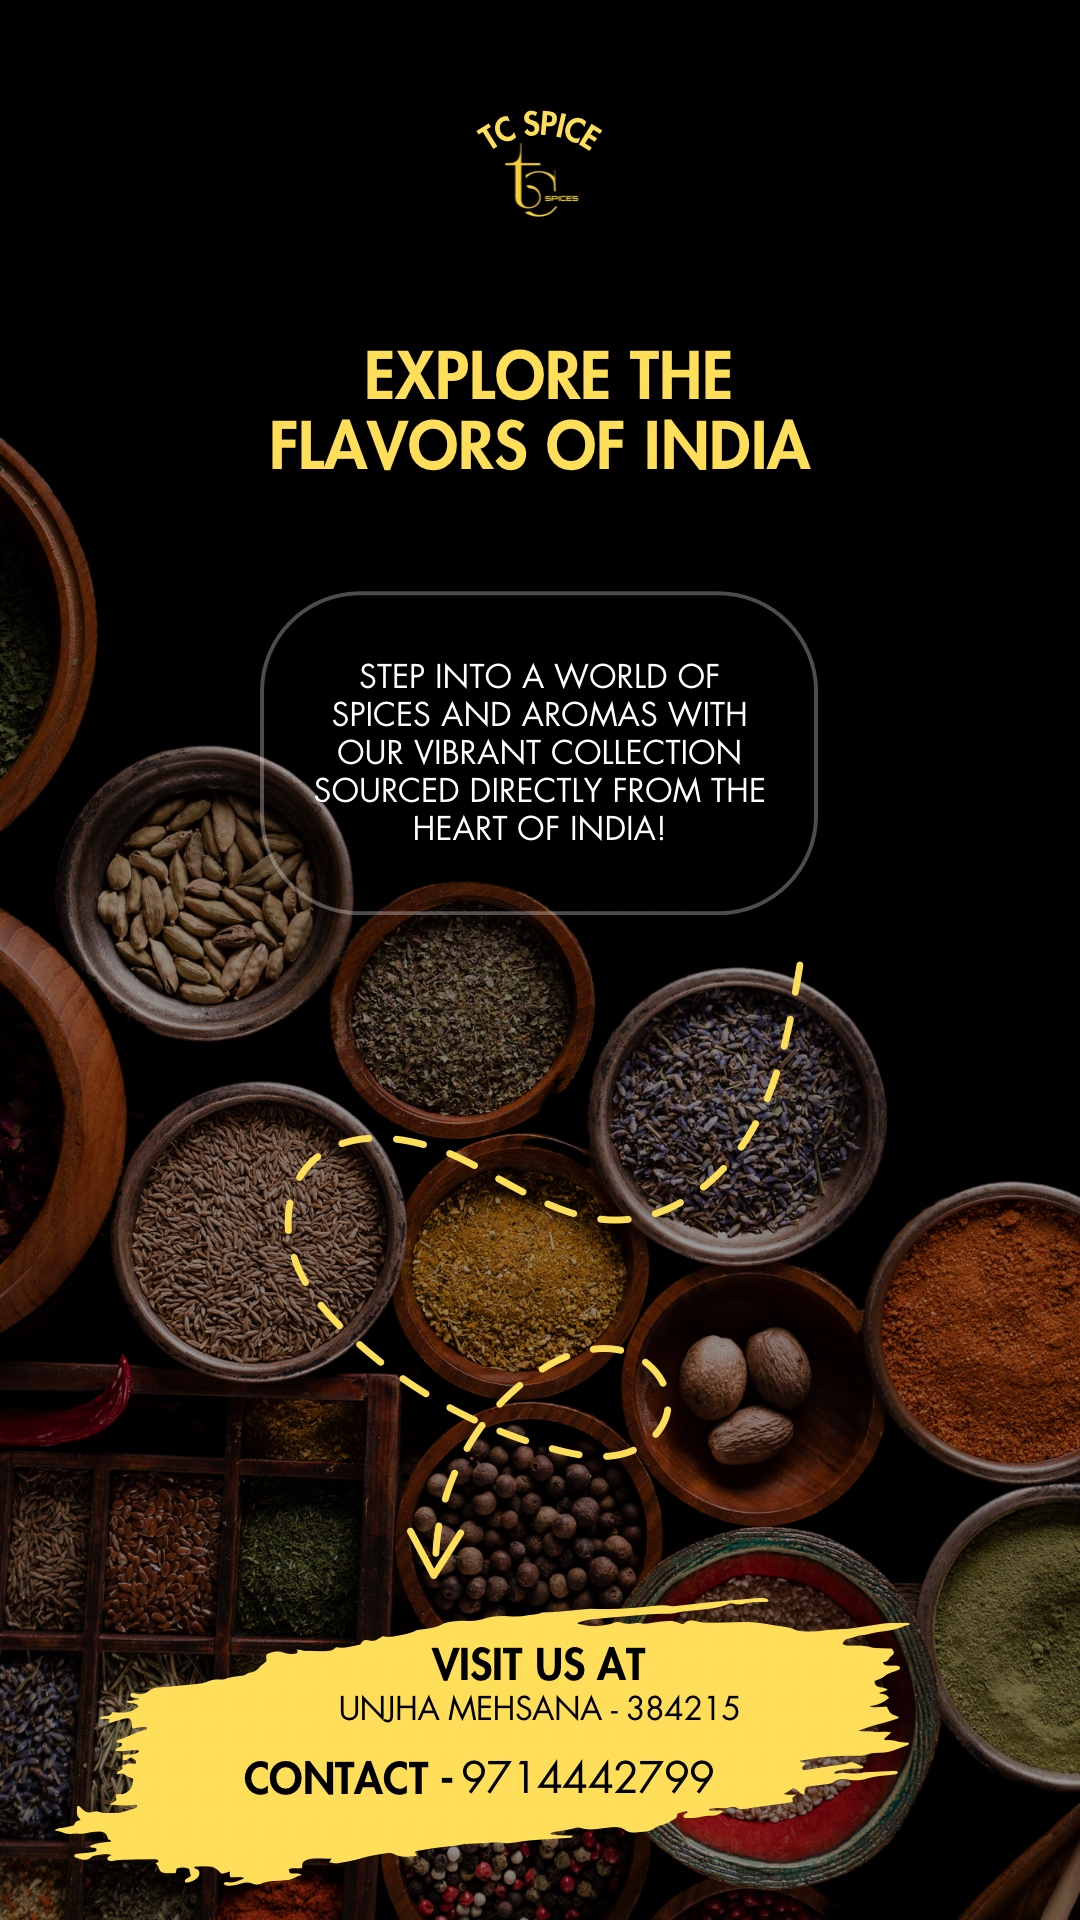 TC SPICE
tc SPICES
EXPLORE THE
FLAVORS OF INDIA
STEP INTO A WORLD OF
SPICES AND AROMAS WITH
OUR VIBRANT COLLECTION
SOURCED DIRECTLY FROM THE
HEART OF INDIA!
VISIT US AT
UNJHA MEHSANA - 384215
CONTACT - 9714442799